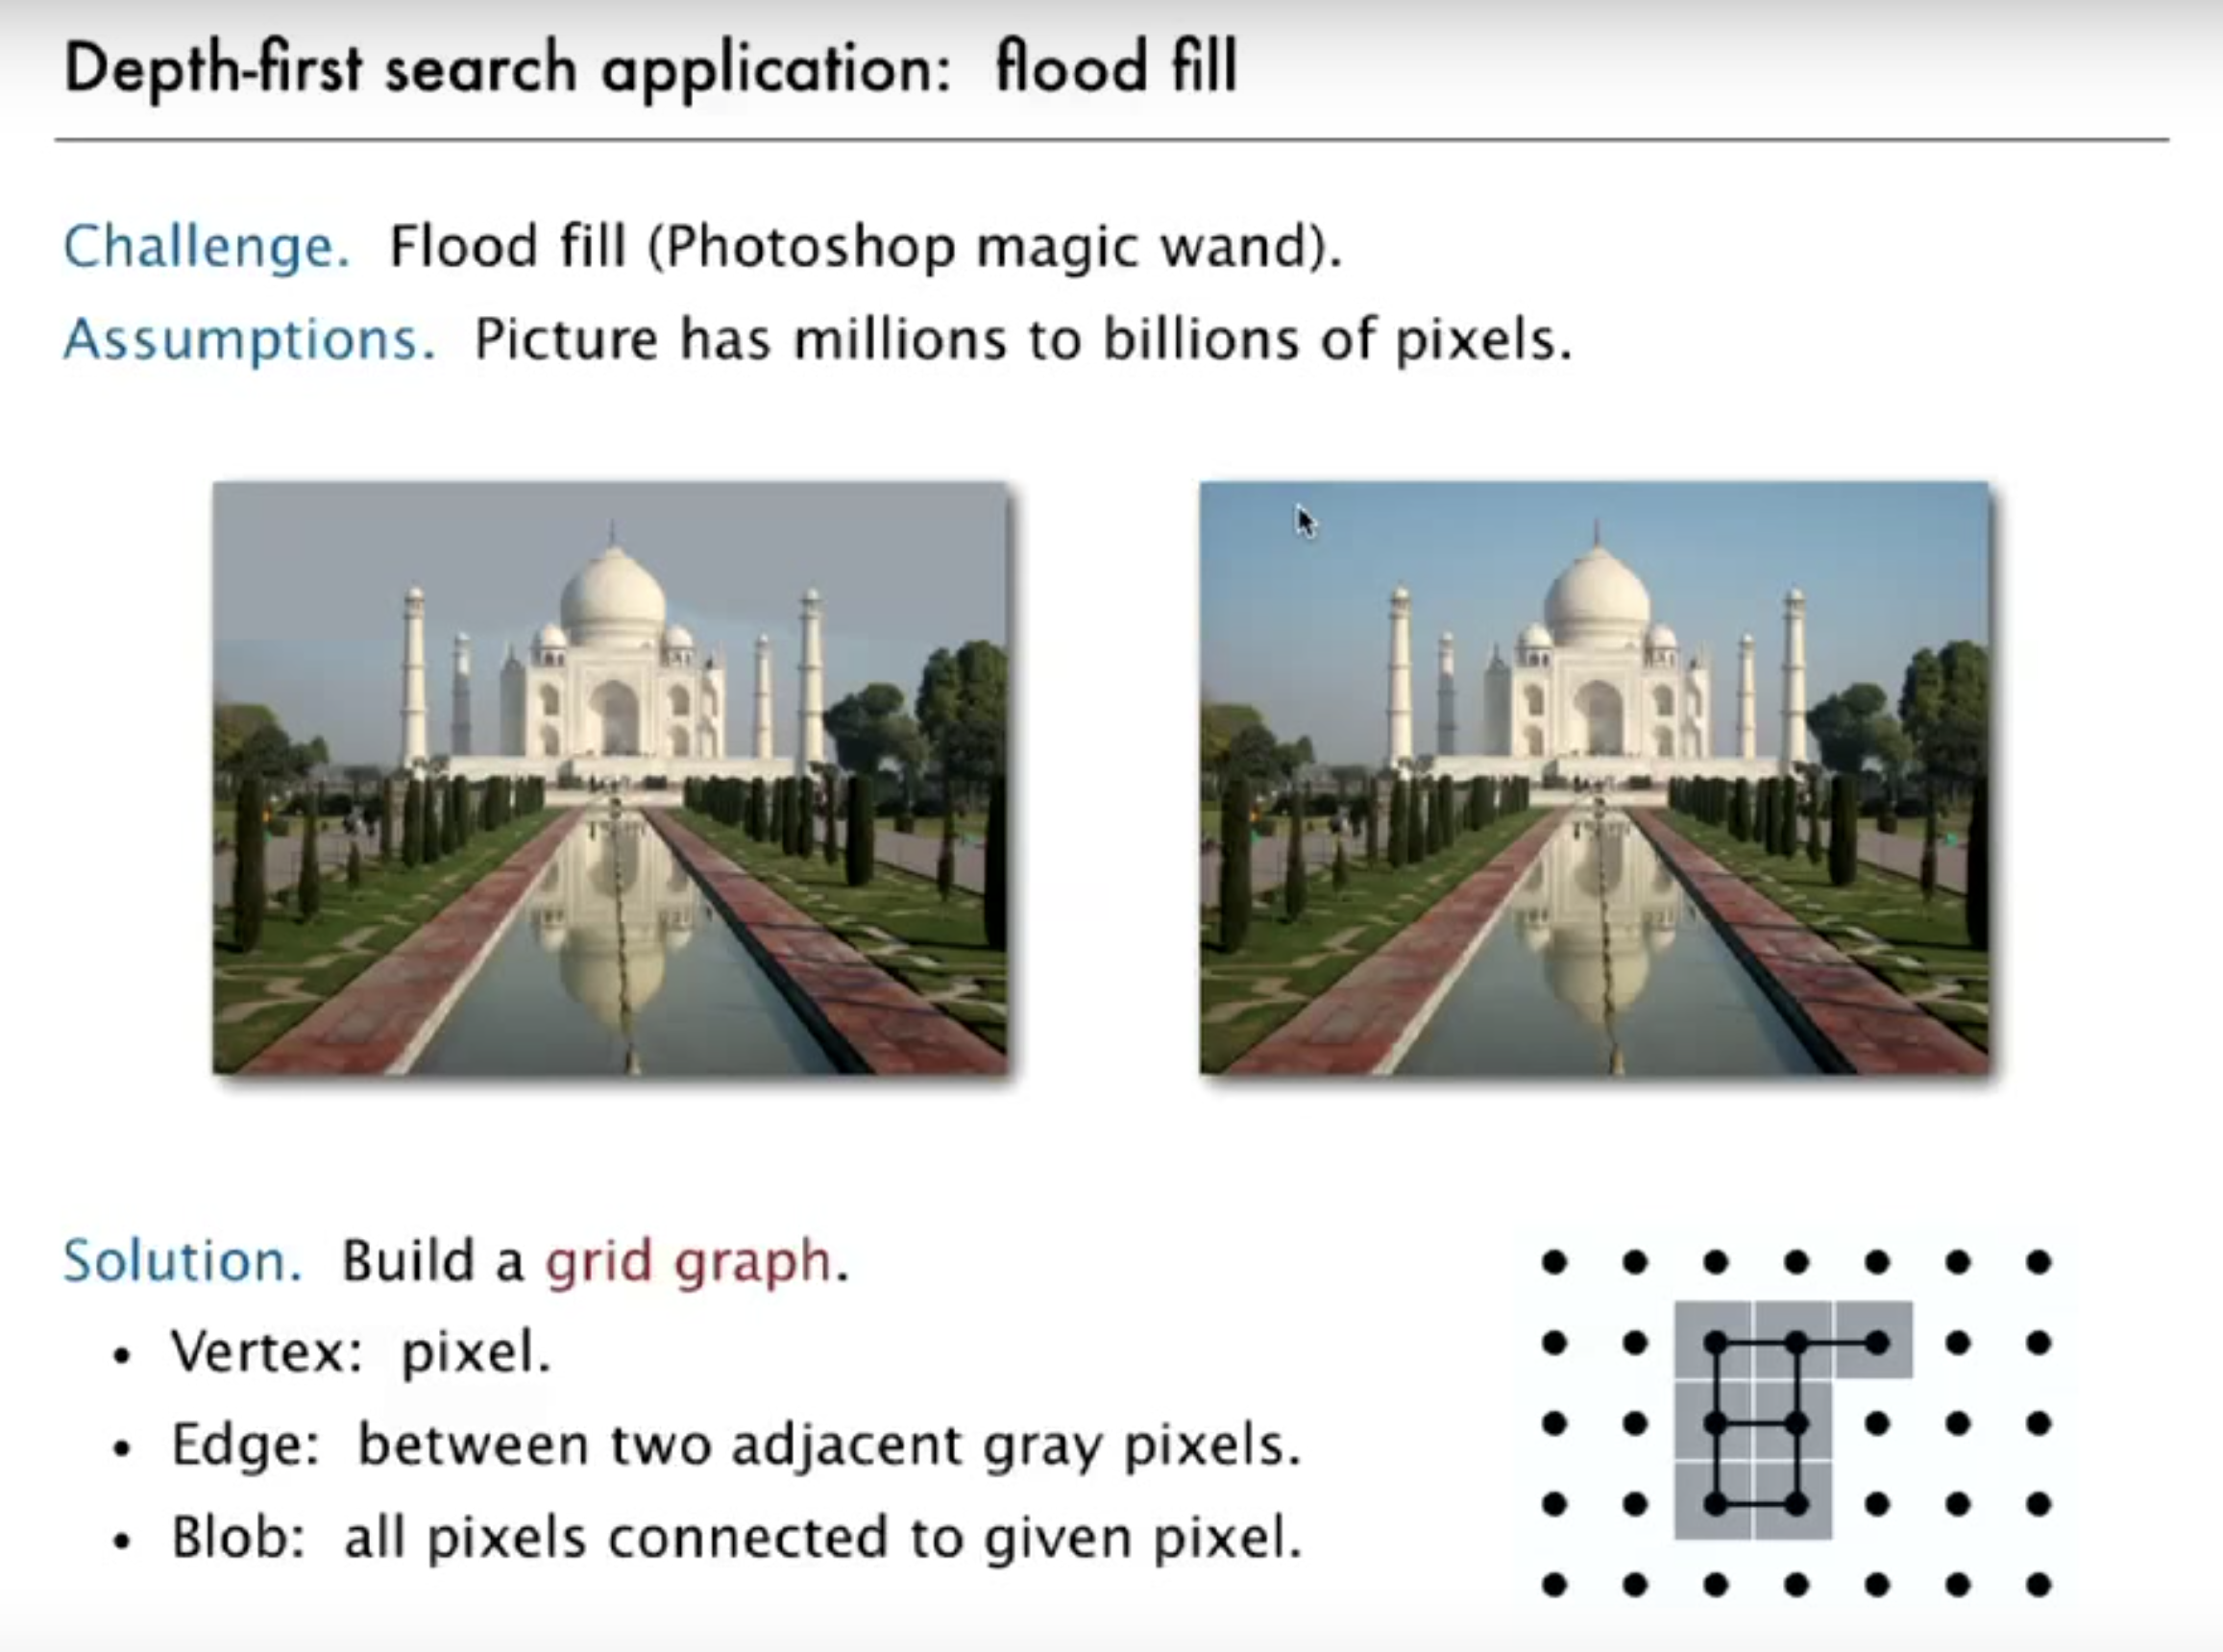 Depth-first search application: flood fill
Challenge. Flood fill (Photoshop magic wand).
Assumptions. Picture has millions to billions of pixels.
Solution. Build a grid graph.
• Vertex: pixel.
• Edge: between two adjacent gray pixels.
• Blob: all pixels connected to given pixel.